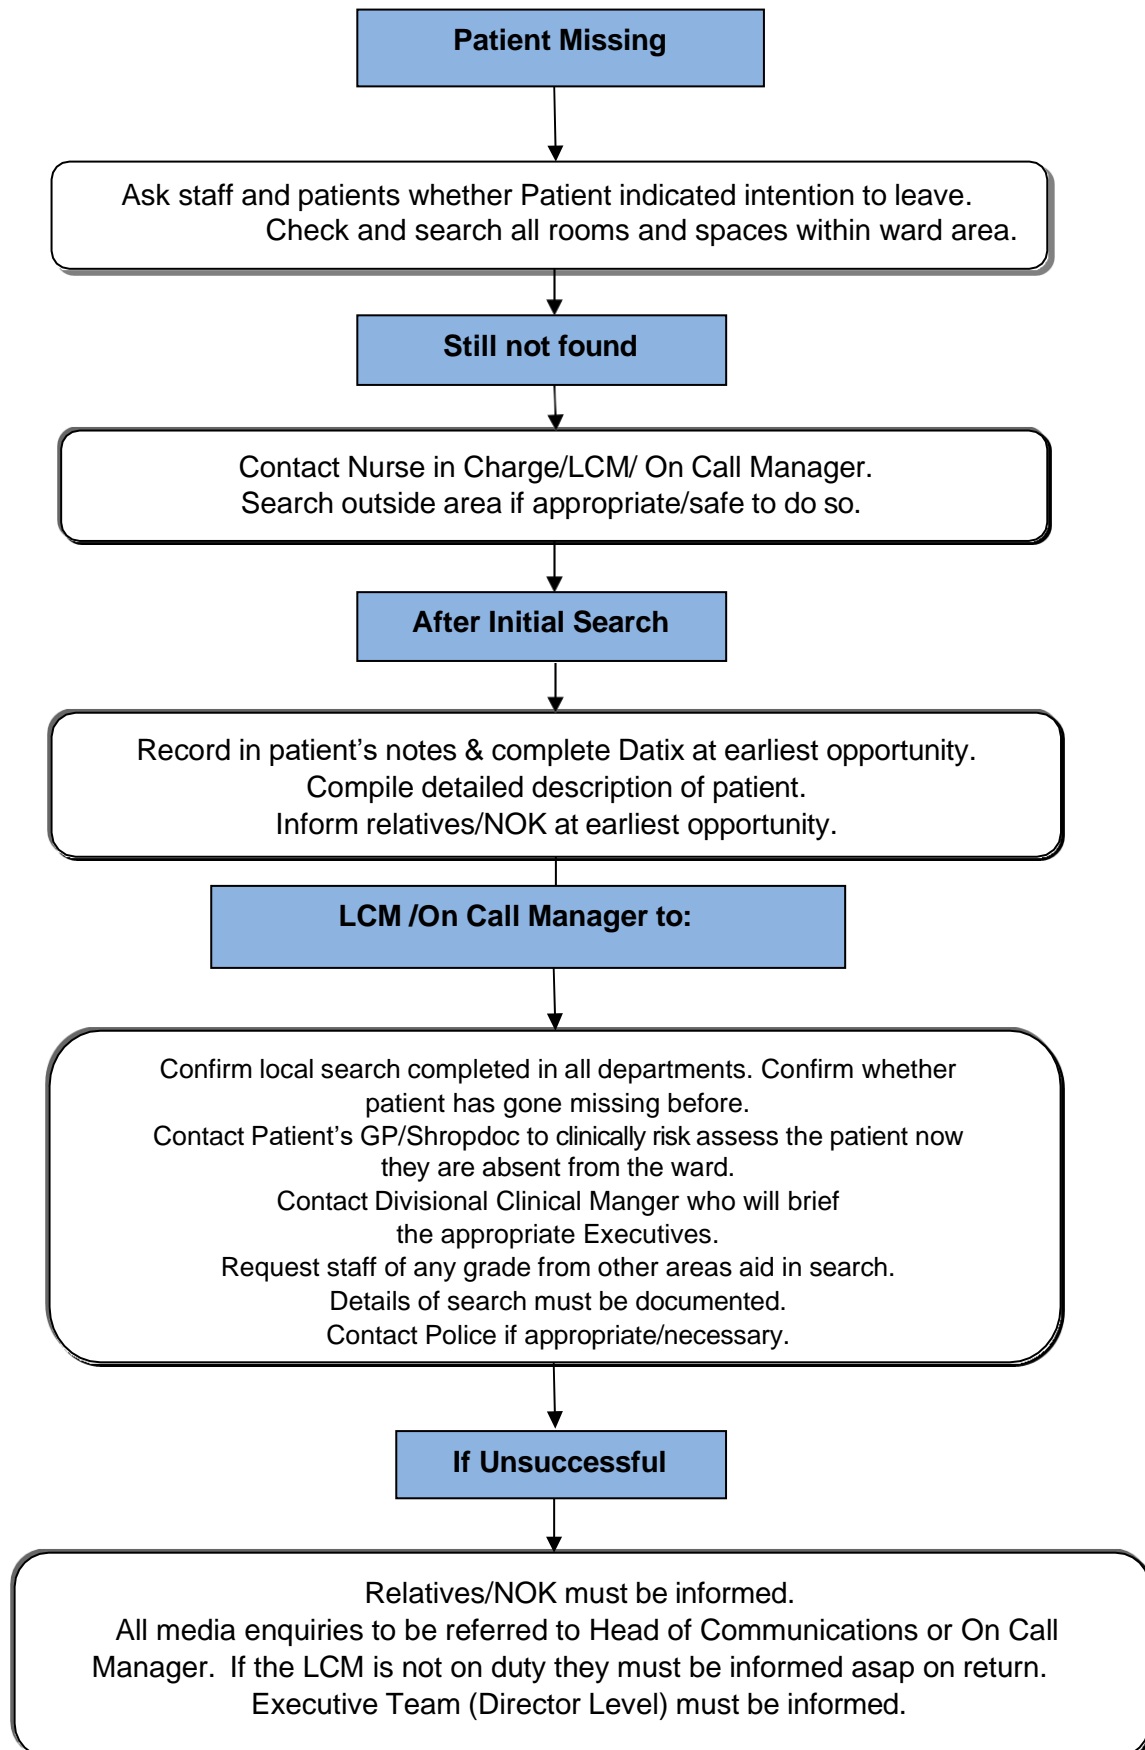 Patient Missing
Ask staff and patients whether Patient indicated intention to leave.
Check and search all rooms and spaces within ward area.
Still not found
Contact Nurse in Charge/LCM/ On Call Manager.
Search outside area if appropriate/safe to do so.
After Initial Search
Record in patient’s notes & complete Datix at earliest opportunity.
Compile detailed description of patient.
Inform relatives/NOK at earliest opportunity.
LCM /On Call Manager to:
Confirm local search completed in all departments. Confirm whether
patient has gone missing before.
Contact Patient's GP/Shropdoc to clinically risk assess the patient now
they are absent from the ward.
Contact Divisional Clinical Manger who will brief
the appropriate Executives.
Request staff of any grade from other areas aid in search.
Details of search must be documented.
Contact Police if appropriate/necessary.
If Unsuccessful
Relatives/NOK must be informed.
All media enquiries to be referred to Head of Communications or On Call
Manager. If the LCM is not on duty they must be informed asap on return.
Executive Team (Director Level) must be informed.